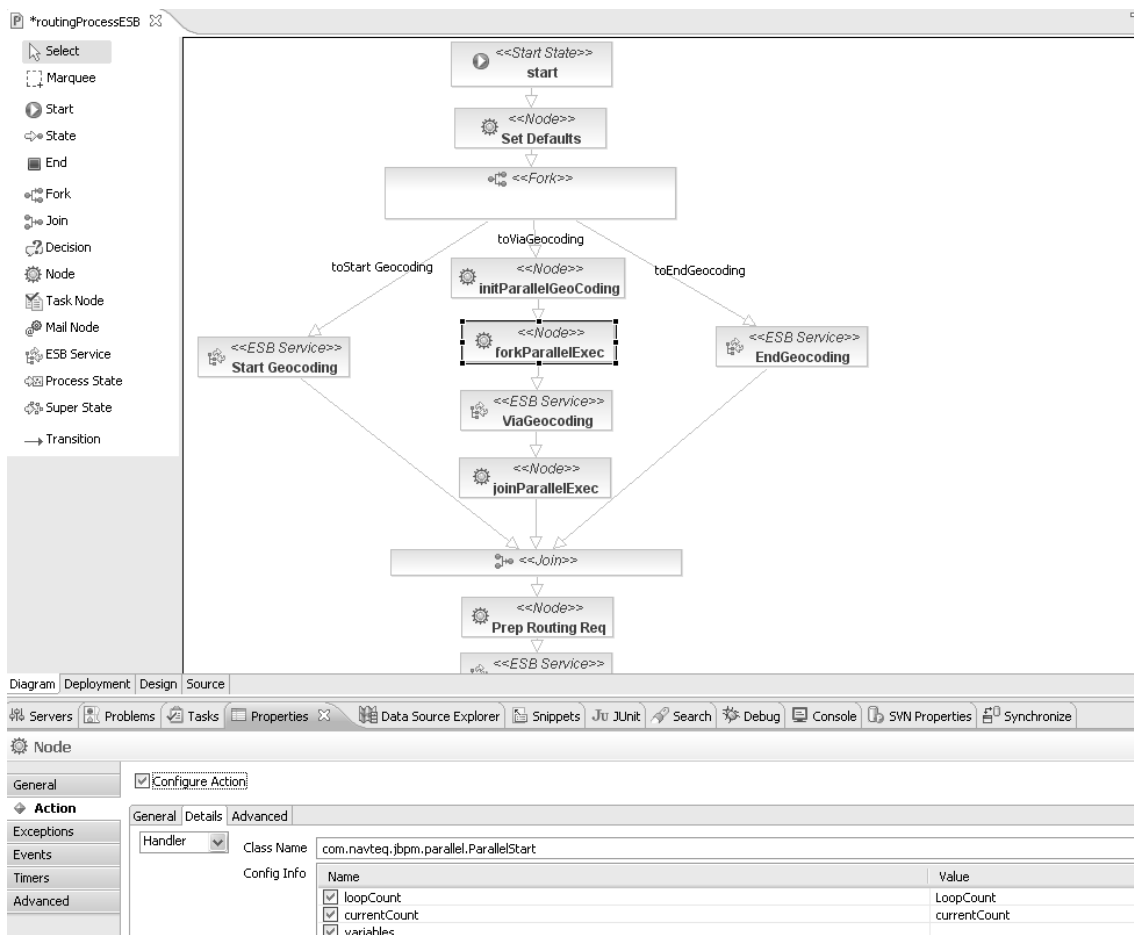 *routingProcessESB
Select
Marquee
Start
State
End
Fork
Join
Decision
Node
Task Node
Mail Node
ESB Service
Process State
Super State
Transition
<<Start State>>
start
<<Node>>
Set Defaults
<<Fork>>
toViaGeocoding
toStart Geocoding
toEndGeocoding
<<Node>>
initParallelGeoCoding
<<Node>>
forkParallelExec
<<ESB Service>>
Start Geocoding
<<ESB Service>>
EndGeocoding
<<ESB Service>>
ViaGeocoding
<<Node>>
joinParallelExec
<<Join>>
<<Node>>
Prep Routing Req
<<ESB Service>>
Diagram Deployment Design Source
Servers Problems Tasks Properties Data Source Explorer Snippets JUnit Search Debug Console SVN Properties Synchronize
Node
General
Action
Exceptions
Events
Timers
Advanced
Configure Action
General Details Advanced
Handler
Class Name com.navteq.jbpm.parallel.ParallelStart
Config Info
Name Value
loopCount LoopCount
currentCount currentCount
variables